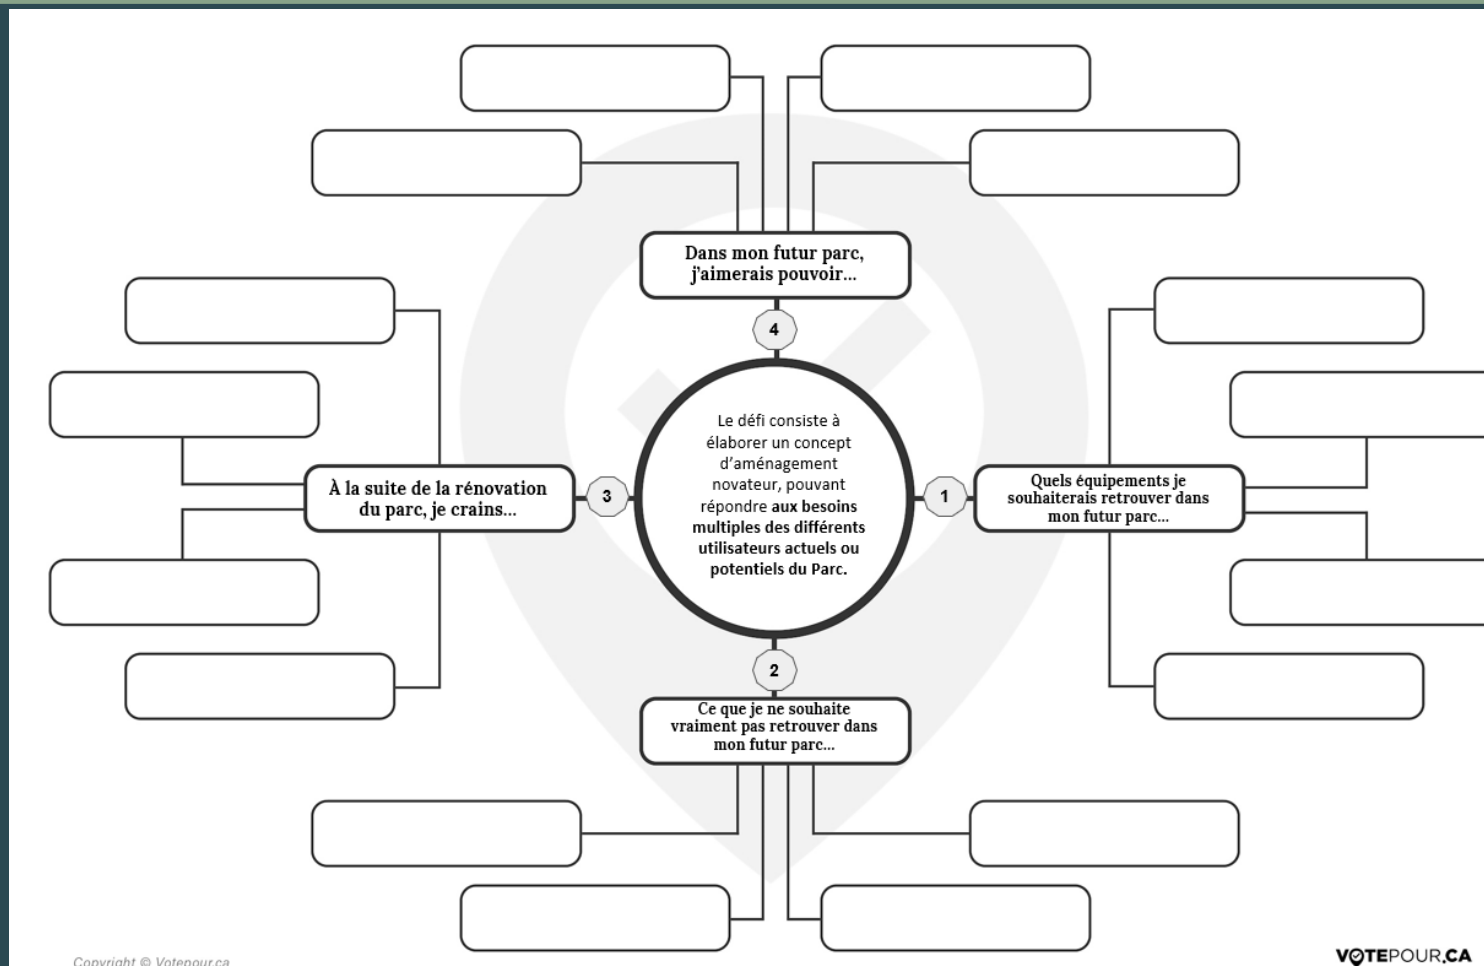 Dans mon futur parc,
j'aimerais pouvoir...
4
Le défi consiste à
élaborer un concept
d'aménagement
novateur, pouvant
répondre aux besoins
multiples des différents
utilisateurs actuels ou
potentiels du Parc.
1
Quels équipements je
souhaiterais retrouver dans
mon futur parc...
2
Ce que je ne souhaite
vraiment pas retrouver dans
mon futur parc...
3
À la suite de la rénovation
du parc, je crains...
Copyright © Votepour.ca
VOTEPOUR.CA